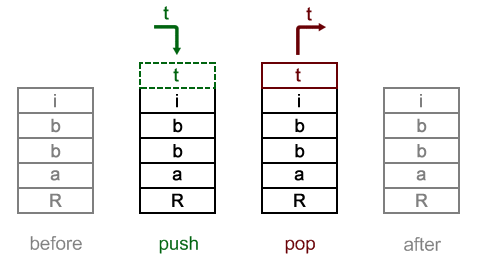 t t
t t
i i i i
b b b b
b b b b
a a a a
R R R R
before push pop after